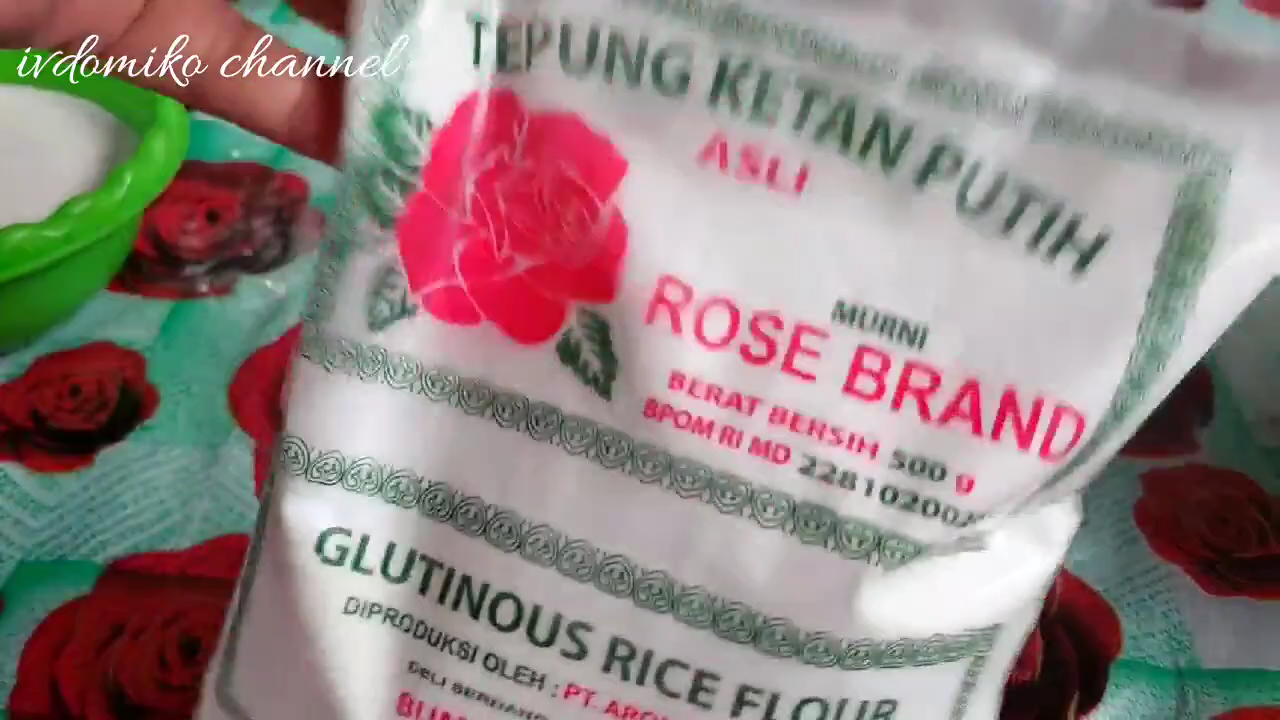 ivdomiko channel
TEPUNG KETAN PUTIH
ASLI
MURNI
ROSE BRAND
BERAT BERSIH 500 g
BPOM RI MD
GLUTINOUS RICE FLOUR
DIPRODUKSI OLEH : PT.